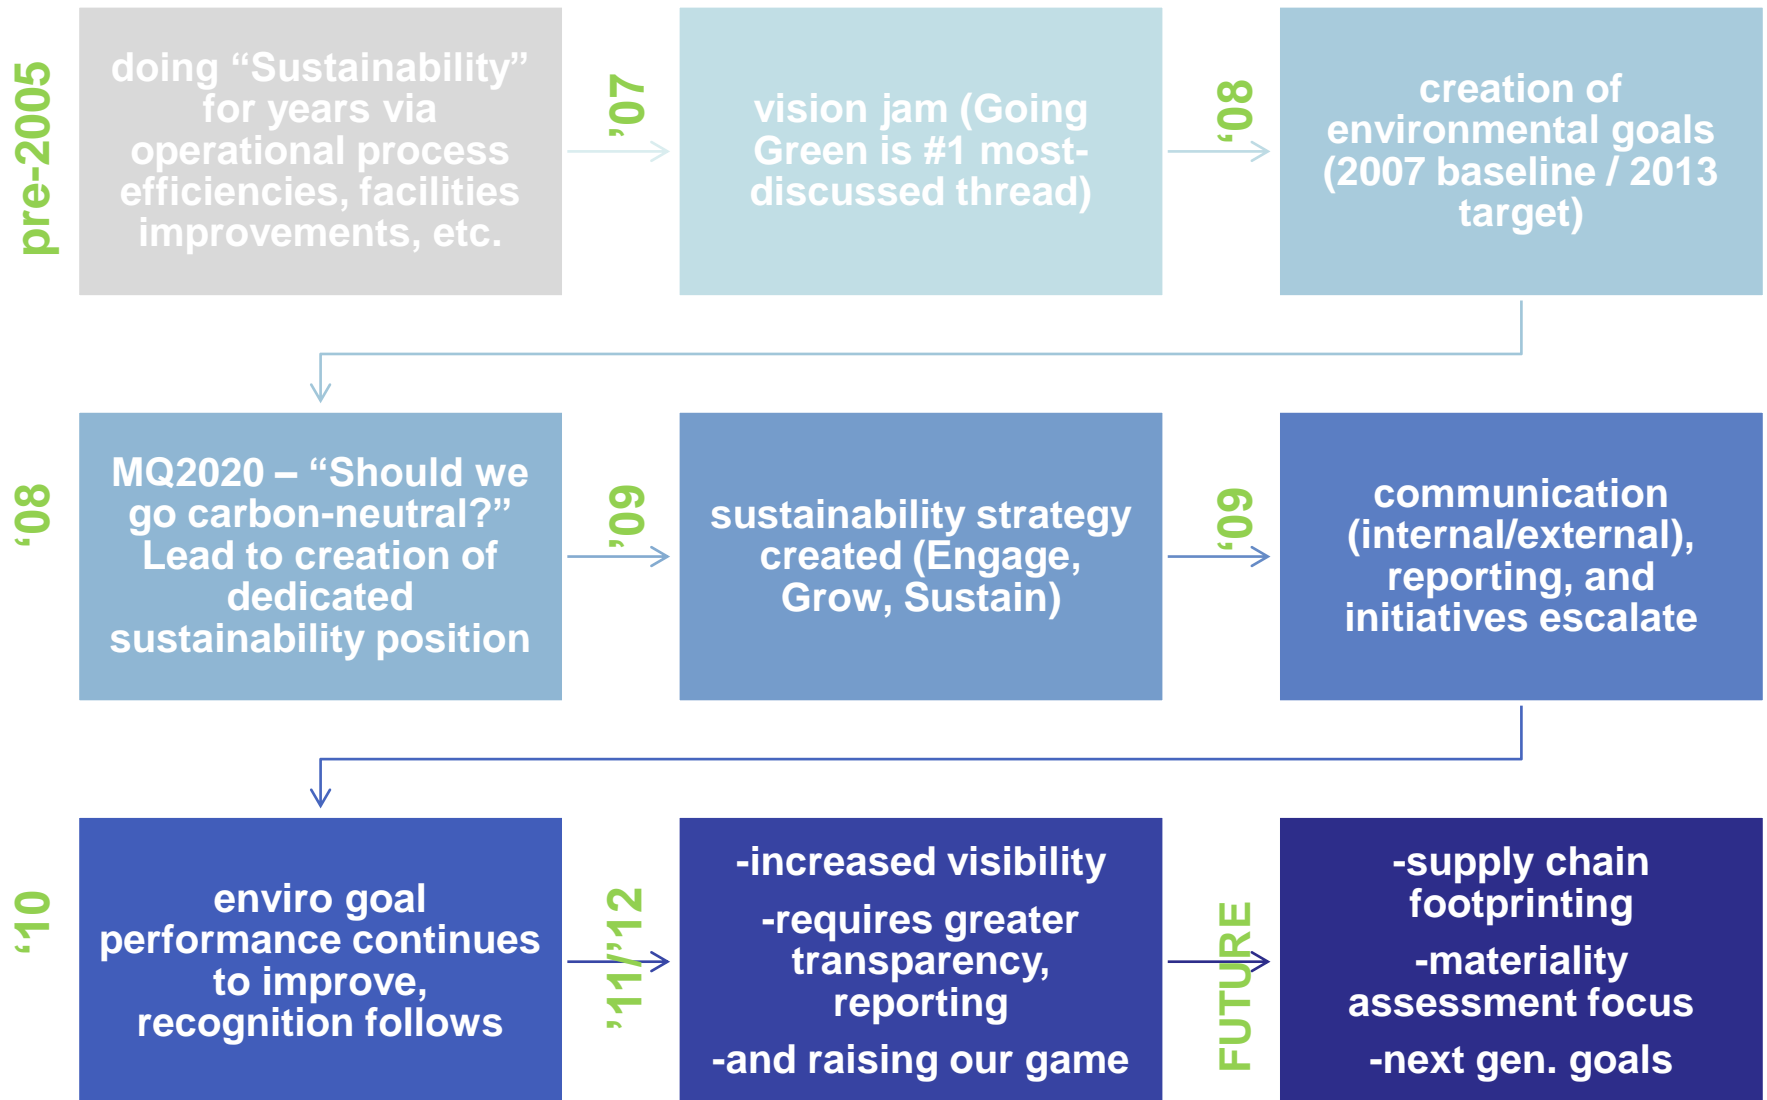 pre-2005
doing “Sustainability”
for years via
operational process
efficiencies, facilities
improvements, etc.
’07
vision jam (Going
Green is #1 most-
discussed thread)
‘08
creation of
environmental goals
(2007 baseline / 2013
target)
‘08
MQ2020 – “Should we
go carbon-neutral?”
Lead to creation of
dedicated
sustainability position
’09
sustainability strategy
created (Engage,
Grow, Sustain)
‘09
communication
(internal/external),
reporting, and
initiatives escalate
‘10
enviro goal
performance continues
to improve,
recognition follows
’11/’12
-increased visibility
-requires greater
transparency,
reporting
-and raising our game
FUTURE
-supply chain
footprinting
-materiality
assessment focus
-next gen. goals